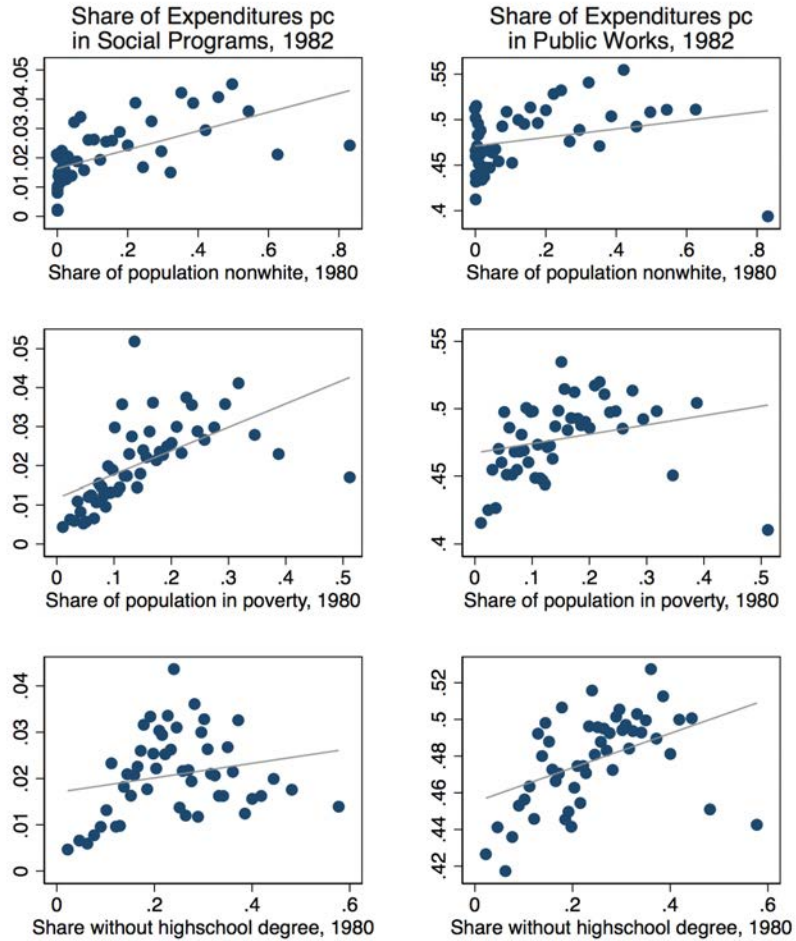 Share of Expenditures pc
in Social Programs, 1982
0 .01 .02 .03 .04 .05
0 .2 .4 .6 .8
Share of population nonwhite, 1980
Share of Expenditures pc
in Public Works, 1982
.4 .45 .5 .55
0 .2 .4 .6 .8
Share of population nonwhite, 1980
0 .01 .02 .03 .04 .05
0 .1 .2 .3 .4 .5
Share of population in poverty, 1980
.4 .45 .5 .55
0 .1 .2 .3 .4 .5
Share of population in poverty, 1980
0 .01 .02 .03 .04
0 .2 .4 .6
Share without highschool degree, 1980
.42 .44 .46 .48 .5 .52
0 .2 .4 .6
Share without highschool degree, 1980